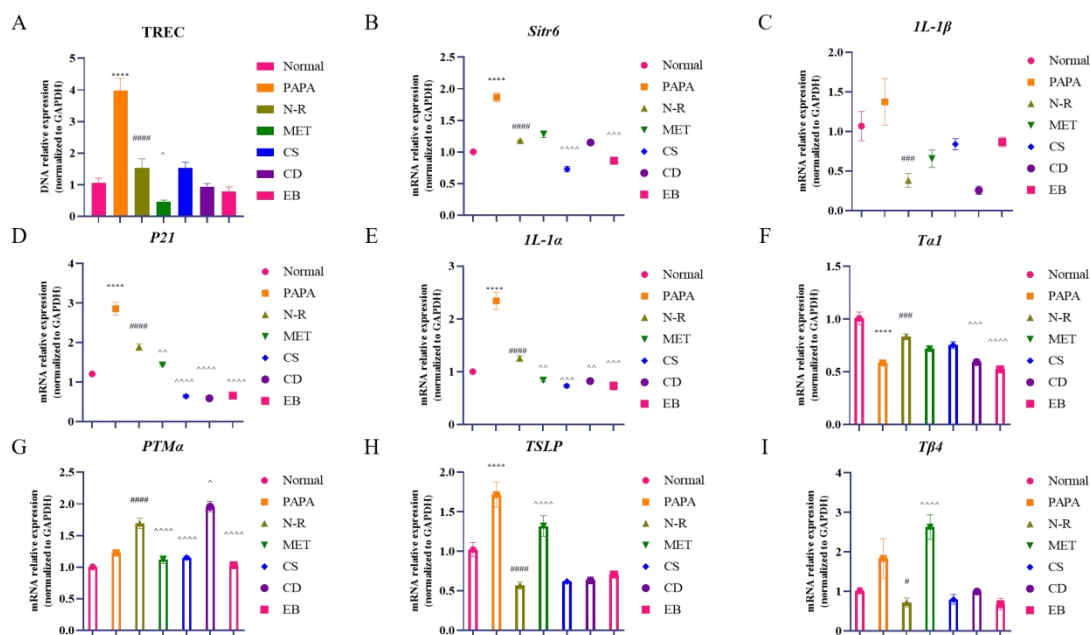 A
TREC
DNA relative expression
(normalized to GAPDH)
5
4
3
2
1
0
****
####
^
Normal
PAPA
N-R
MET
CS
CD
EB
B
Sitr6
mRNA relative expression
(normalized to GAPDH)
2.5
2.0
1.5
1.0
0.5
0.0
****
####
^^^^
^^^
Normal
PAPA
N-R
MET
CS
CD
EB
C
1L-1β
mRNA relative expression
(normalized to GAPDH)
2.0
1.5
1.0
0.5
0.0
###
Normal
PAPA
N-R
MET
CS
CD
EB
D
P21
mRNA relative expression
(normalized to GAPDH)
4
3
2
1
0
****
####
^^
^^^^
^^^^
^^^^
Normal
PAPA
N-R
MET
CS
CD
EB
E
1L-1α
mRNA relative expression
(normalized to GAPDH)
3
2
1
0
****
####
^^
^^^
^^
^^^
Normal
PAPA
N-R
MET
CS
CD
EB
F
Tα1
mRNA relative expression
(normalized to GAPDH)
1.5
1.0
0.5
0.0
****
###
^^^
^^^^
Normal
PAPA
N-R
MET
CS
CD
EB
G
PTMα
mRNA relative expression
(normalized to GAPDH)
2.5
2.0
1.5
1.0
0.5
0.0
####
^^^^
^^^^
^
^^^^
Normal
PAPA
N-R
MET
CS
CD
EB
H
TSLP
mRNA relative expression
(normalized to GAPDH)
2.0
1.5
1.0
0.5
0.0
****
####
^^^^
Normal
PAPA
N-R
MET
CS
CD
EB
I
Tβ4
mRNA relative expression
(normalized to GAPDH)
4
3
2
1
0
#
^^^^
Normal
PAPA
N-R
MET
CS
CD
EB